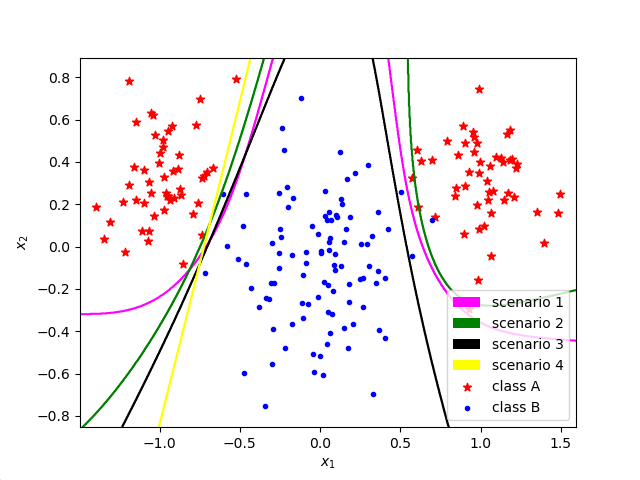 0.8
0.6
0.4
0.2
0.0
−0.2
−0.4
−0.6
−0.8
x2
−1.0
−0.5
0.0
0.5
1.0
1.5
x1
scenario 1
scenario 2
scenario 3
scenario 4
class A
class B